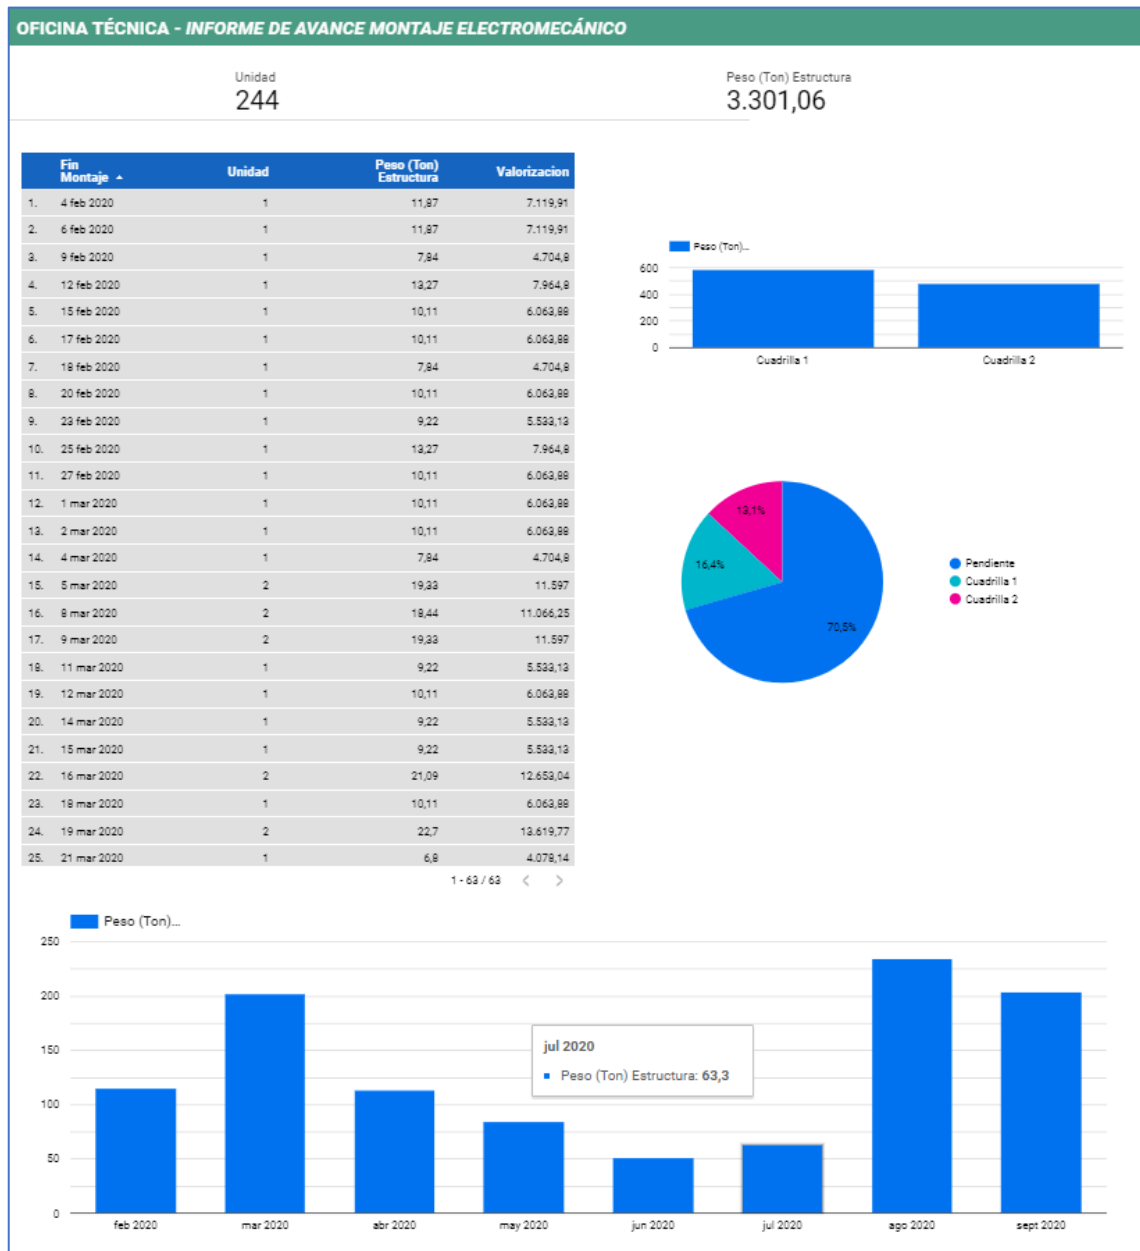 OFICINA TÉCNICA - INFORME DE AVANCE MONTAJE ELECTROMECÁNICO
Unidad Peso (Ton) Estructura
244 3.301,06
Fin Montaje Unidad Peso (Ton) Estructura Valorizacion
1. 4 feb 2020 1 11,87 7.119,91
2. 6 feb 2020 1 11,87 7.119,91
3. 9 feb 2020 1 7,84 4.704,8
4. 12 feb 2020 1 13,27 7.964,8
5. 15 feb 2020 1 10,11 6.063,88
6. 17 feb 2020 1 10,11 6.063,88
7. 18 feb 2020 1 7,84 4.704,8
8. 20 feb 2020 1 10,11 6.063,88
9. 23 feb 2020 1 9,22 5.533,13
10. 25 feb 2020 1 13,27 7.964,8
11. 27 feb 2020 1 10,11 6.063,88
12. 1 mar 2020 1 10,11 6.063,88
13. 2 mar 2020 1 10,11 6.063,88
14. 4 mar 2020 1 7,84 4.704,8
15. 5 mar 2020 2 19,33 11.597
16. 8 mar 2020 2 18,44 11.066,25
17. 9 mar 2020 2 19,33 11.597
18. 11 mar 2020 1 9,22 5.533,13
19. 12 mar 2020 1 10,11 6.063,88
20. 14 mar 2020 1 9,22 5.533,13
21. 15 mar 2020 1 9,22 5.533,13
22. 16 mar 2020 2 21,09 12.653,04
23. 18 mar 2020 1 10,11 6.063,88
24. 19 mar 2020 2 22,7 13.619,77
25. 21 mar 2020 1 6,8 4.078,14
1 - 63 / 63
Peso (Ton)...
600
400
200
0
Cuadrilla 1 Cuadrilla 2
13,1%
16,4%
70,5%
Pendiente
Cuadrilla 1
Cuadrilla 2
Peso (Ton)...
250
200
150
100
50
0
jul 2020
Peso (Ton) Estructura: 63,3
feb 2020 mar 2020 abr 2020 may 2020 jun 2020 jul 2020 ago 2020 sept 2020